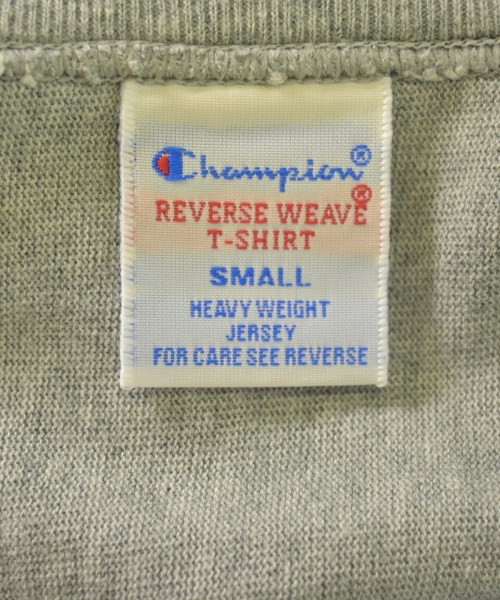 Champion®
REVERSE WEAVE®
T-SHIRT
SMALL
HEAVY WEIGHT
JERSEY
FOR CARE SEE REVERSE